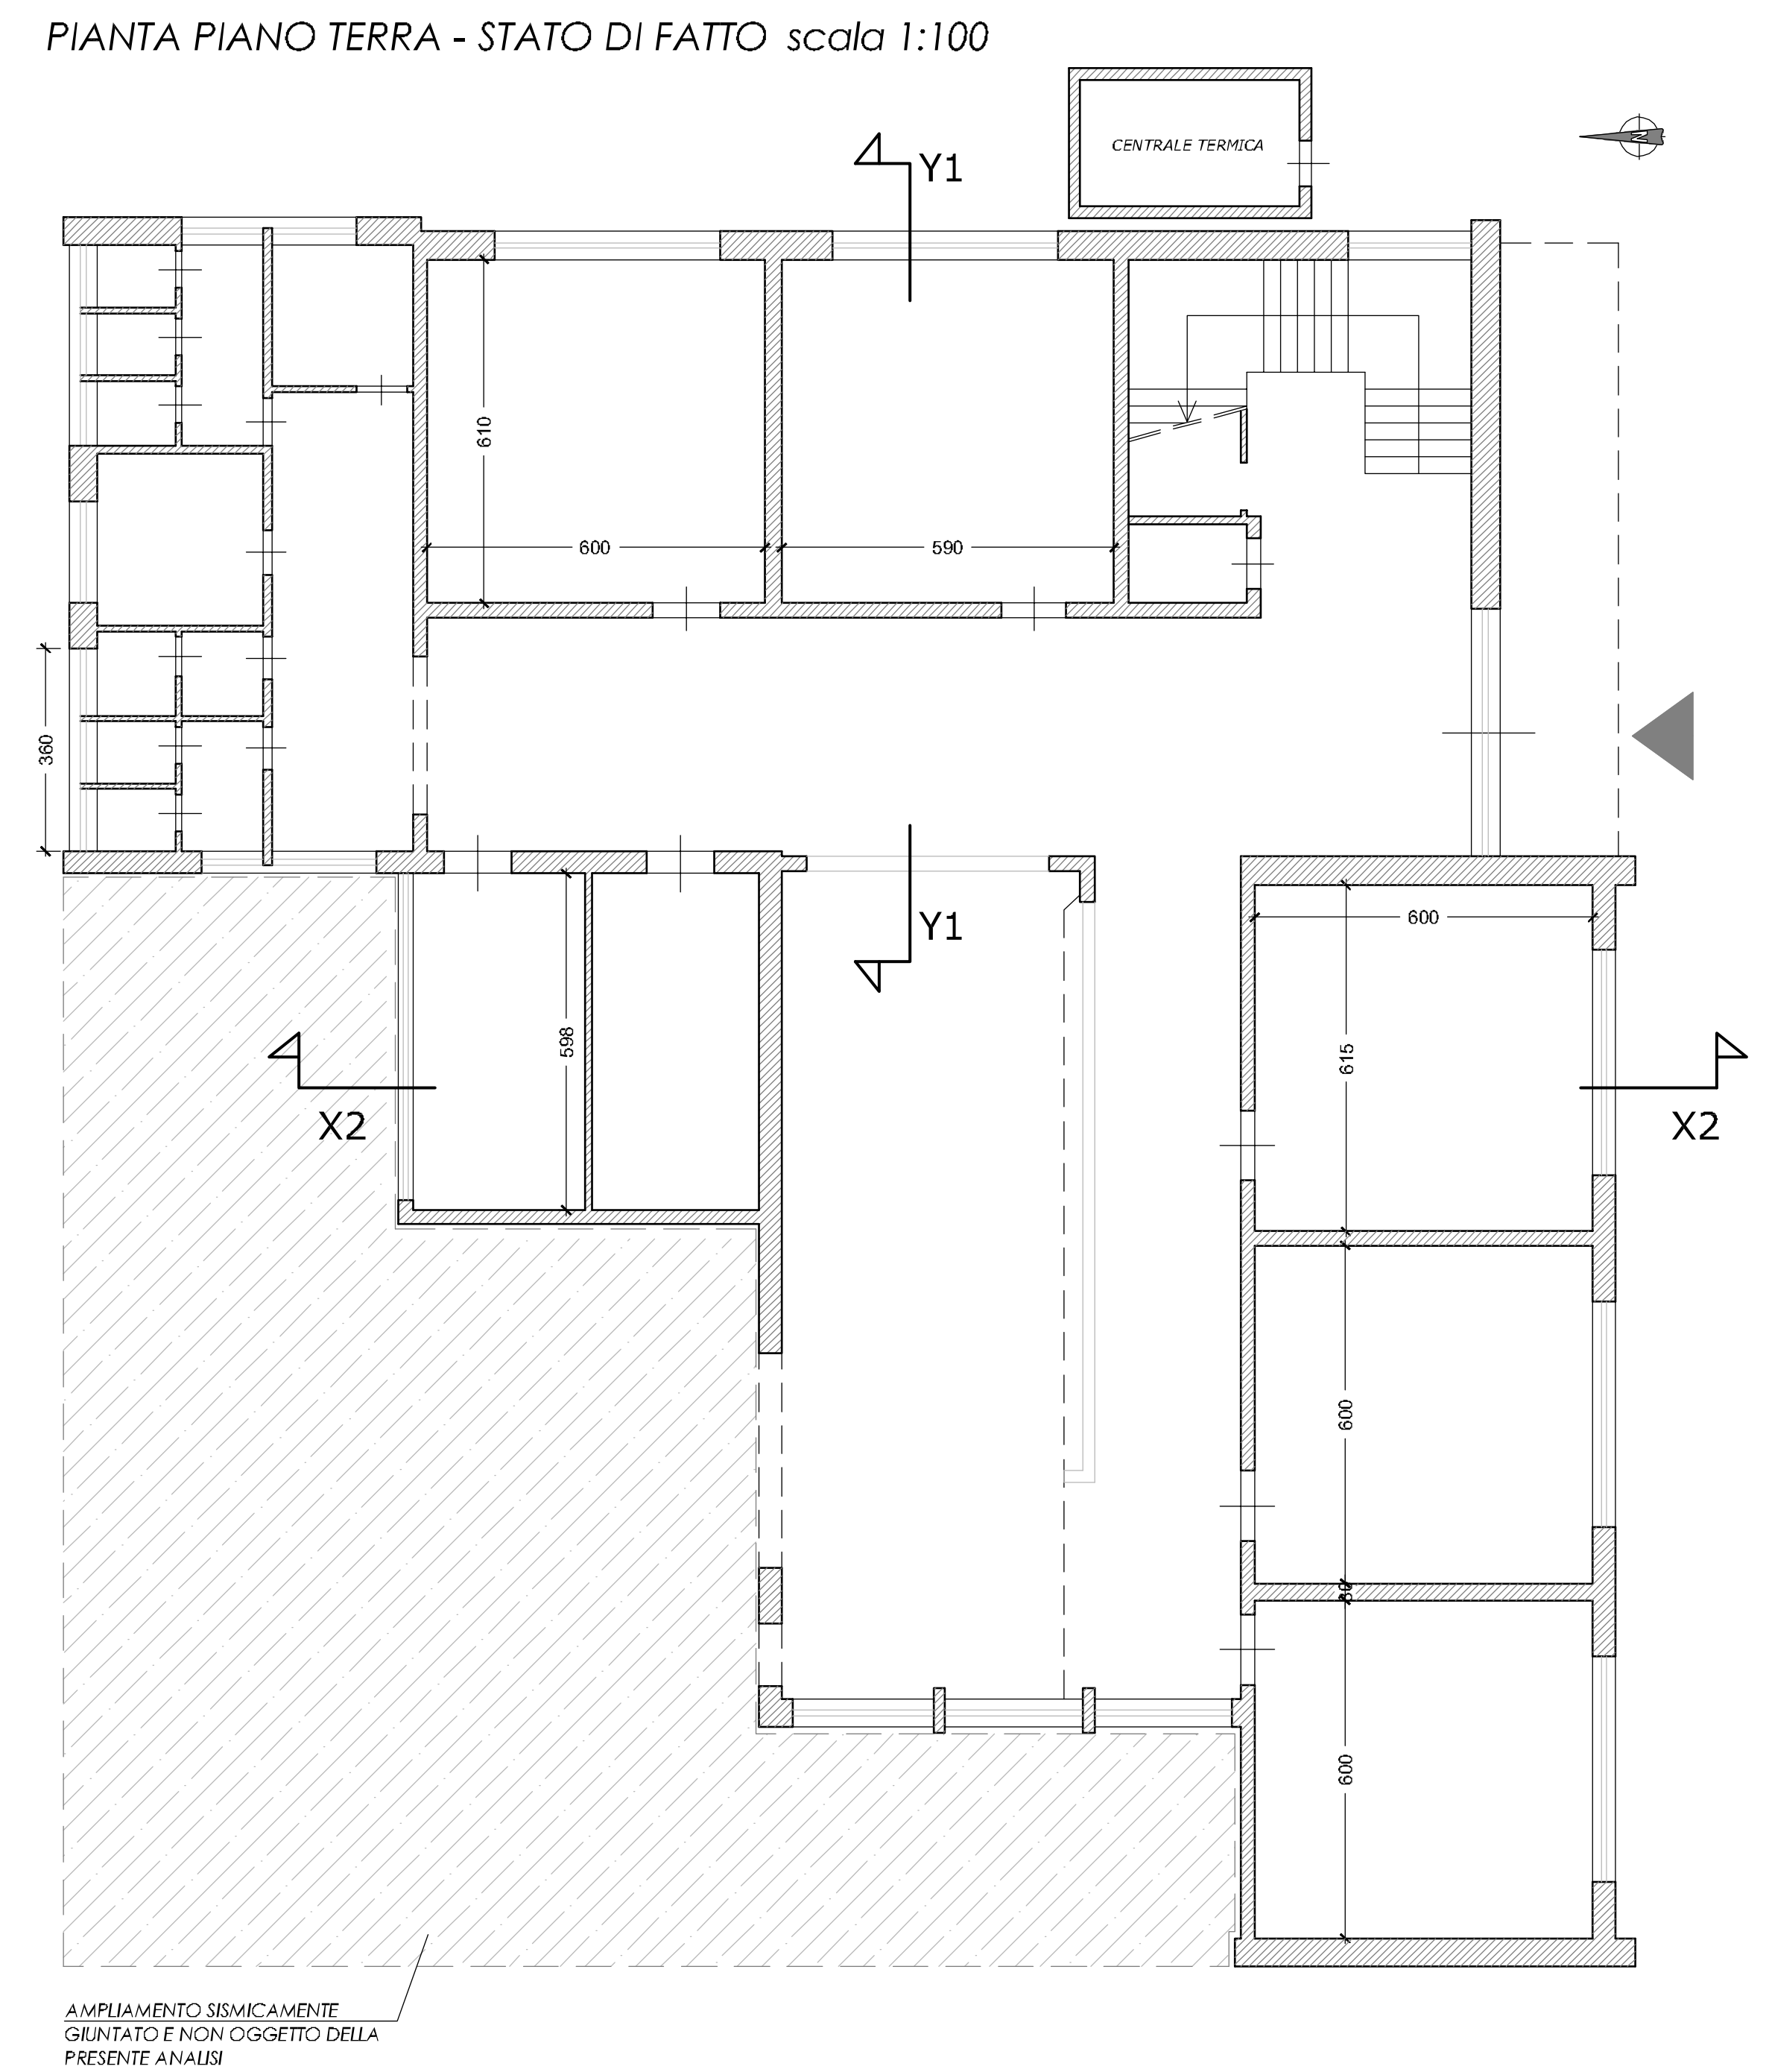 PIANTA PIANO TERRA - STATO DI FATTO scala 1:100
CENTRALE TERMICA
N
Y1
610
600
590
360
Y1
600
598
615
X2
X2
600
30
600
AMPLIAMENTO SISMICAMENTE
GIUNTATO E NON OGGETTO DELLA
PRESENTE ANALISI